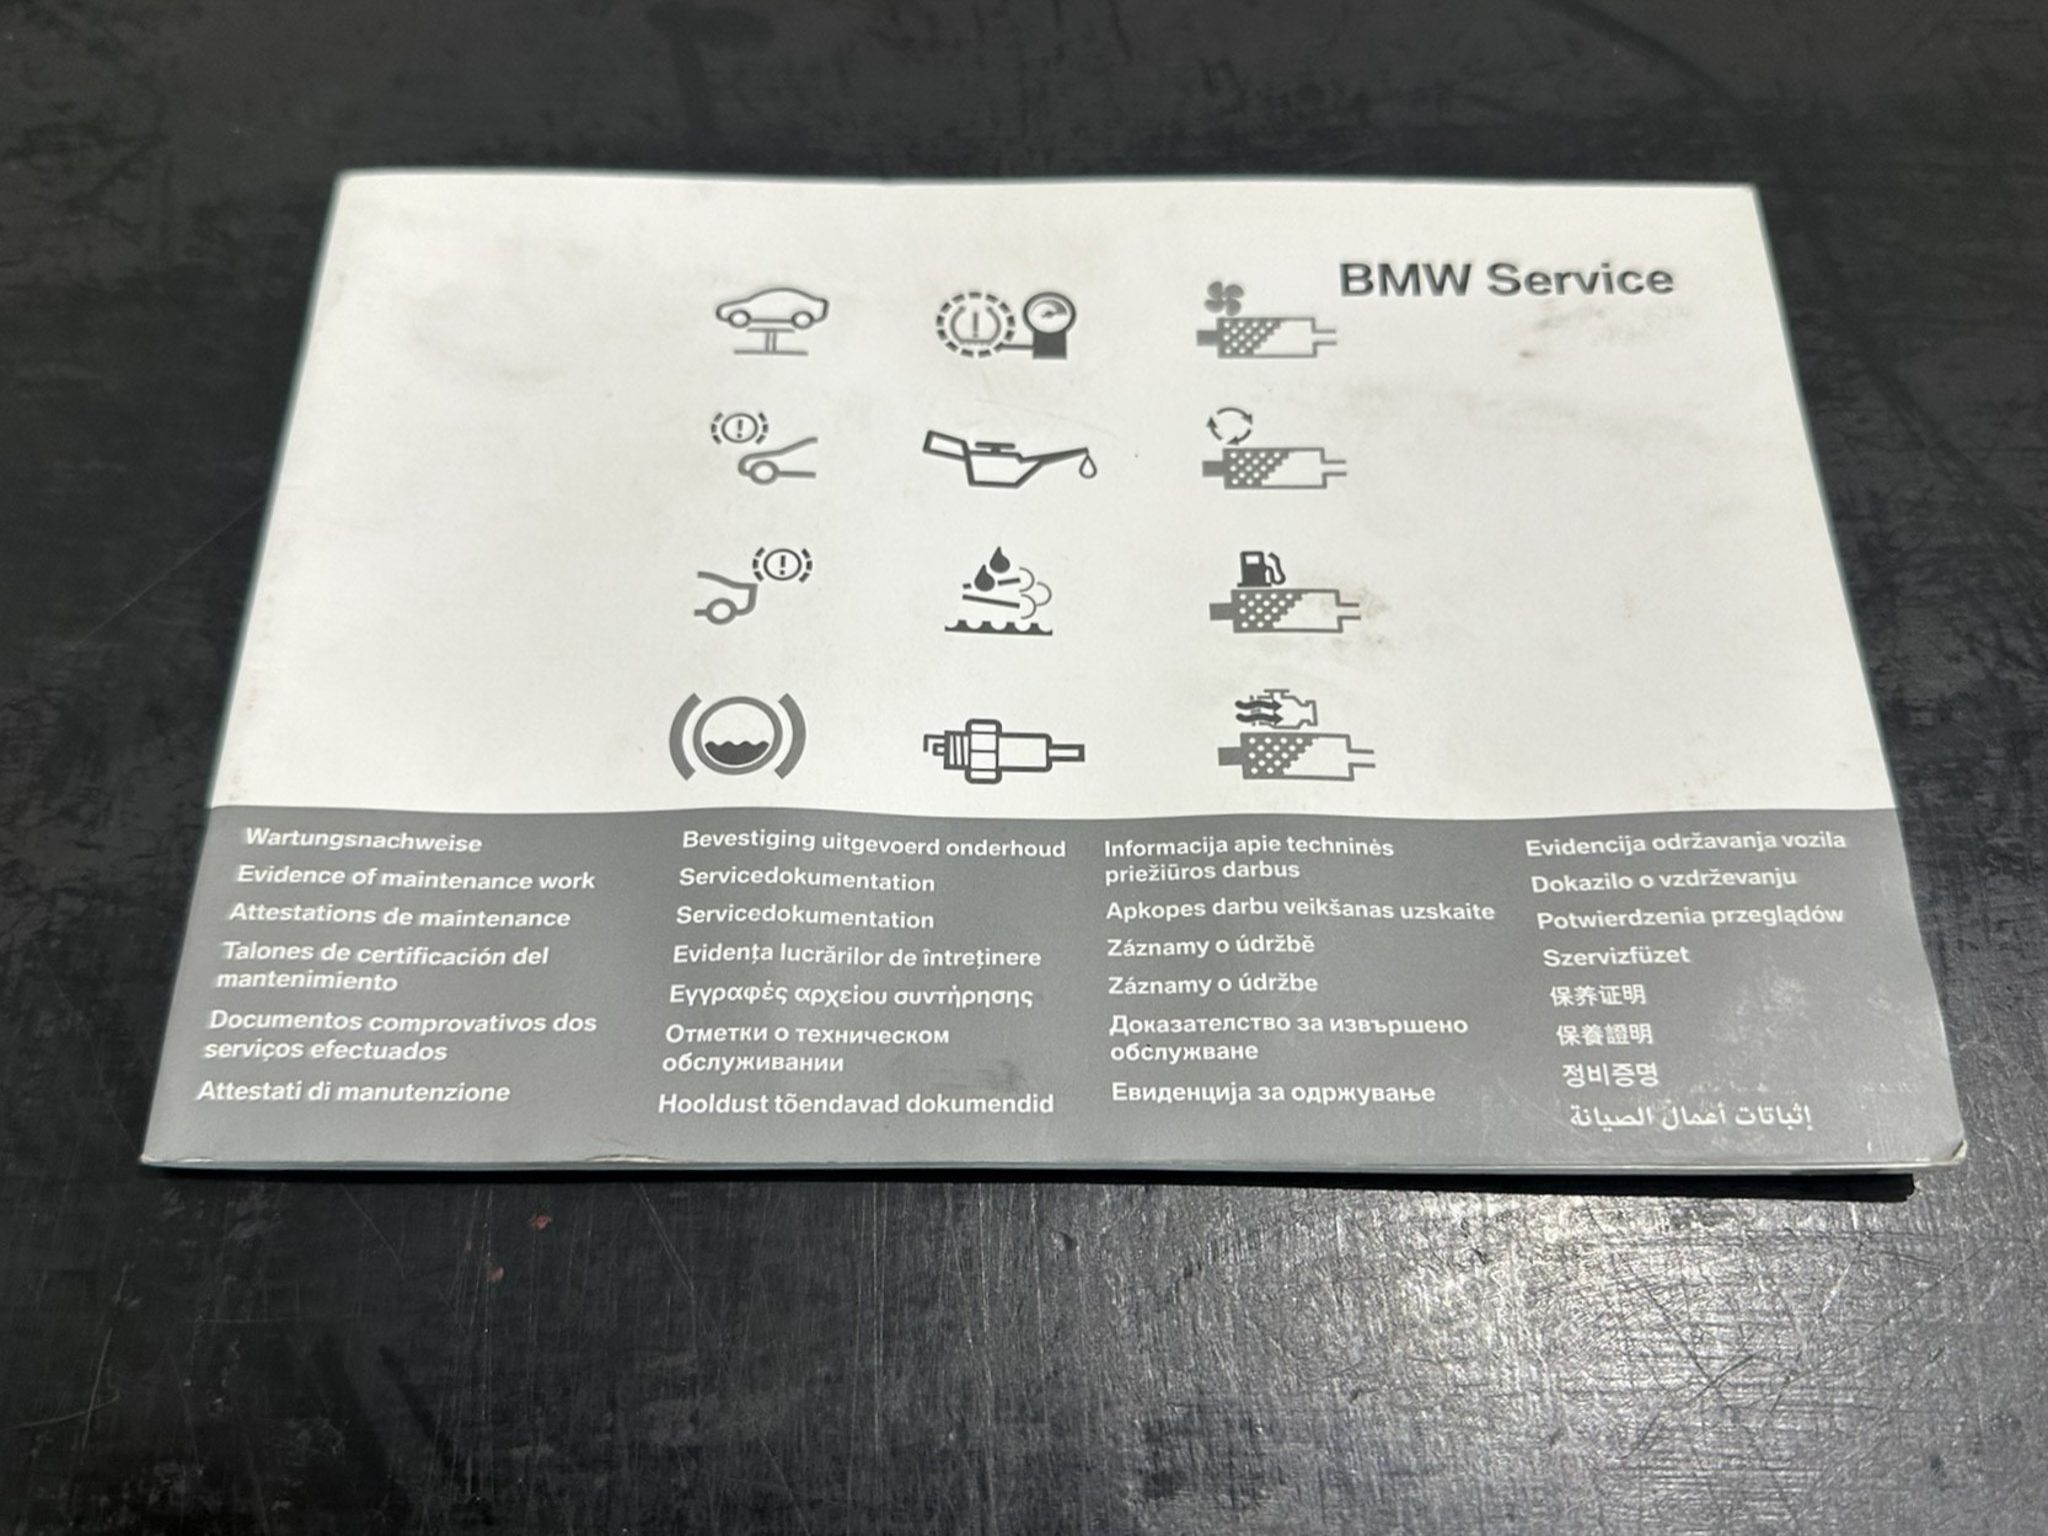 BMW Service
Wartungsnachweise
Evidence of maintenance work
Attestations de maintenance
Talones de certificación del
mantenimiento
Documentos comprovativos dos
serviços efectuados
Attestati di manutenzione
Bevestiging uitgevoerd onderhoud
Servicedokumentation
Servicedokumentation
Evidența lucrărilor de întreținere
Εγγραφές αρχείου συντήρησης
Отметки о техническом
обслуживании
Hooldust tõendavad dokumendid
Informacija apie techninės
priežiūros darbus
Apkopes darbu veikšanas uzskaite
Záznamy o údržbě
Záznamy o údržbe
Доказателство за извършено
обслужване
Евиденција за одржување
Evidencija održavanja vozila
Dokazilo o vzdrževanju
Potwierdzenia przeglądów
Szervizfüzet
保养证明
保養證明
정비증명
إثباتات أعمال الصيانة